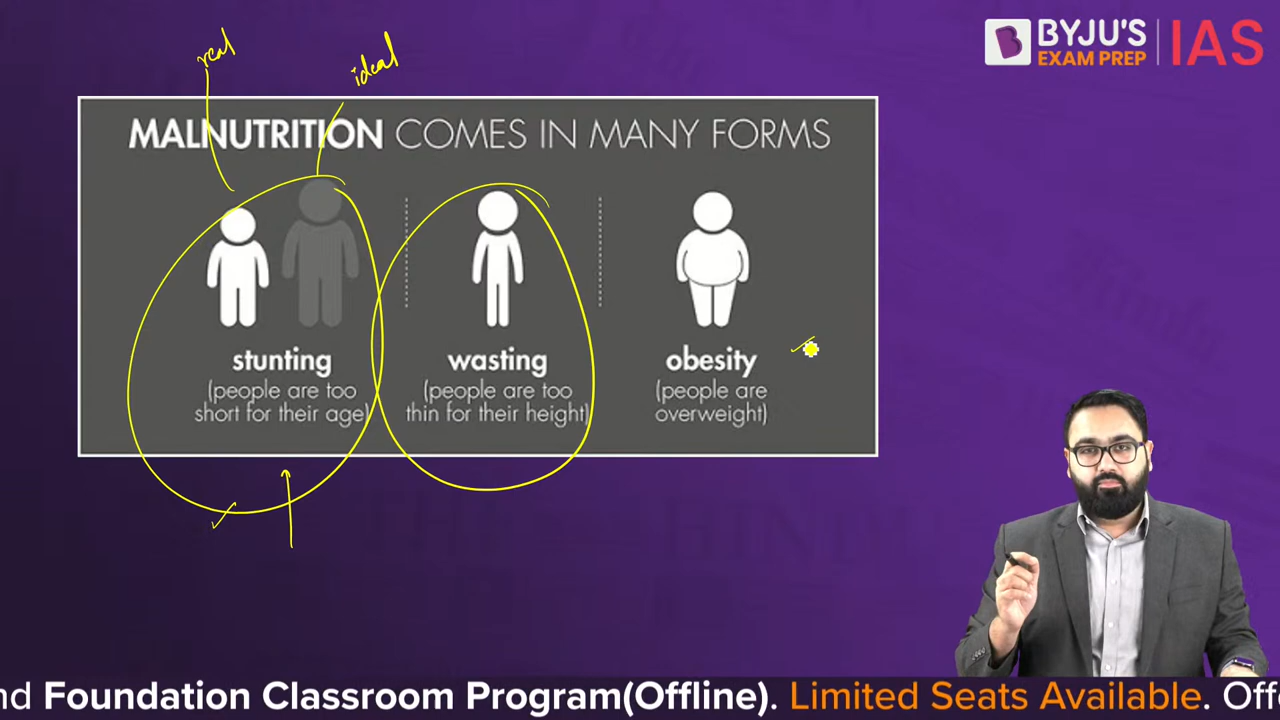 real
ideal
BYJU'S
EXAM PREP
IAS
MALNUTRITION COMES IN MANY FORMS
stunting
(people are too
short for their age)
wasting
(people are too
thin for their height)
obesity
(people are
overweight)
nd Foundation Classroom Program(Offline). Limited Seats Available. Off